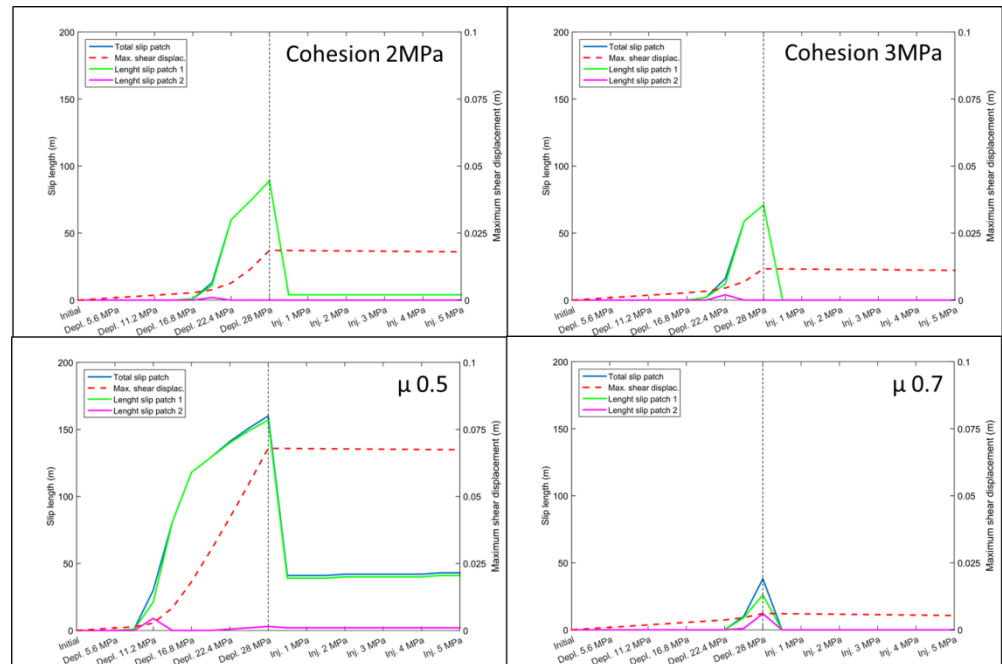 Cohesion 2MPa
Total slip patch
Max. shear displac.
Lenght slip patch 1
Lenght slip patch 2
Slip length (m)
200
150
100
50
0
Maximum shear displacement (m)
0.1
0.075
0.05
0.025
0
Initial
Depl. 5.6 MPa
Depl. 11.2 MPa
Depl. 16.8 MPa
Depl. 22.4 MPa
Depl. 28 MPa
Inj. 1 MPa
Inj. 2 MPa
Inj. 3 MPa
Inj. 4 MPa
Inj. 5 MPa
Cohesion 3MPa
Total slip patch
Max. shear displac.
Lenght slip patch 1
Lenght slip patch 2
Slip length (m)
200
150
100
50
0
Maximum shear displacement (m)
0.1
0.075
0.05
0.025
0
Initial
Depl. 5.6 MPa
Depl. 11.2 MPa
Depl. 16.8 MPa
Depl. 22.4 MPa
Depl. 28 MPa
Inj. 1 MPa
Inj. 2 MPa
Inj. 3 MPa
Inj. 4 MPa
Inj. 5 MPa
μ 0.5
Total slip patch
Max. shear displac.
Lenght slip patch 1
Lenght slip patch 2
Slip length (m)
200
150
100
50
0
Maximum shear displacement (m)
0.1
0.075
0.05
0.025
0
Initial
Depl. 5.6 MPa
Depl. 11.2 MPa
Depl. 16.8 MPa
Depl. 22.4 MPa
Depl. 28 MPa
Inj. 1 MPa
Inj. 2 MPa
Inj. 3 MPa
Inj. 4 MPa
Inj. 5 MPa
μ 0.7
Total slip patch
Max. shear displac.
Lenght slip patch 1
Lenght slip patch 2
Slip length (m)
200
150
100
50
0
Maximum shear displacement (m)
0.1
0.075
0.05
0.025
0
Initial
Depl. 5.6 MPa
Depl. 11.2 MPa
Depl. 16.8 MPa
Depl. 22.4 MPa
Depl. 28 MPa
Inj. 1 MPa
Inj. 2 MPa
Inj. 3 MPa
Inj. 4 MPa
Inj. 5 MPa